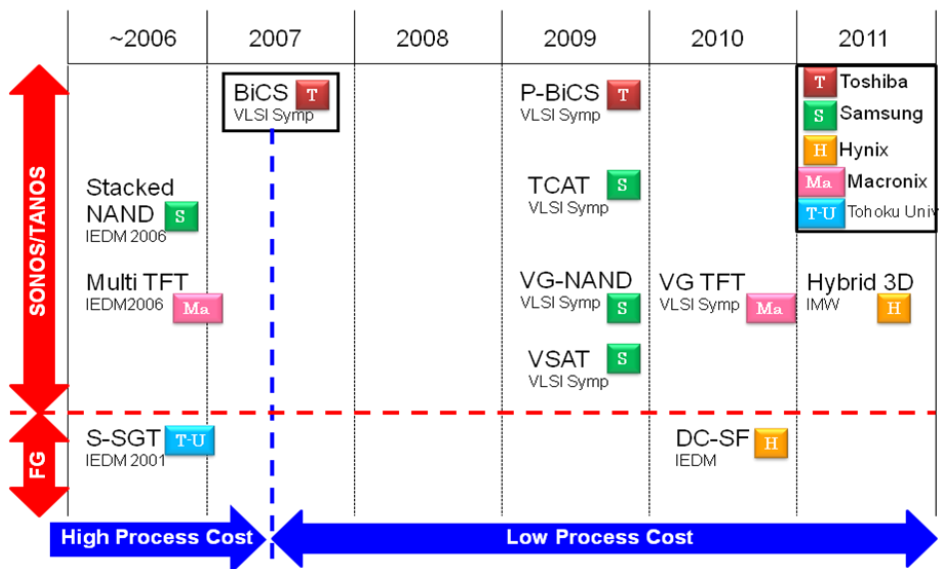 ~2006 2007 2008 2009 2010 2011
BiCS T
VLSI Symp
P-BiCS T
VLSI Symp
T Toshiba
S Samsung
H Hynix
Ma Macronix
T-U Tohoku Univ
SONOS/TANOS
Stacked
NAND S
IEDM 2006
TCAT S
VLSI Symp
Multi TFT
IEDM2006 Ma
VG-NAND
VLSI Symp S
VG TFT
VLSI Symp Ma
Hybrid 3D
IMW H
VSAT S
VLSI Symp
FG
S-SGT T-U
IEDM 2001
DC-SF H
IEDM
High Process Cost Low Process Cost